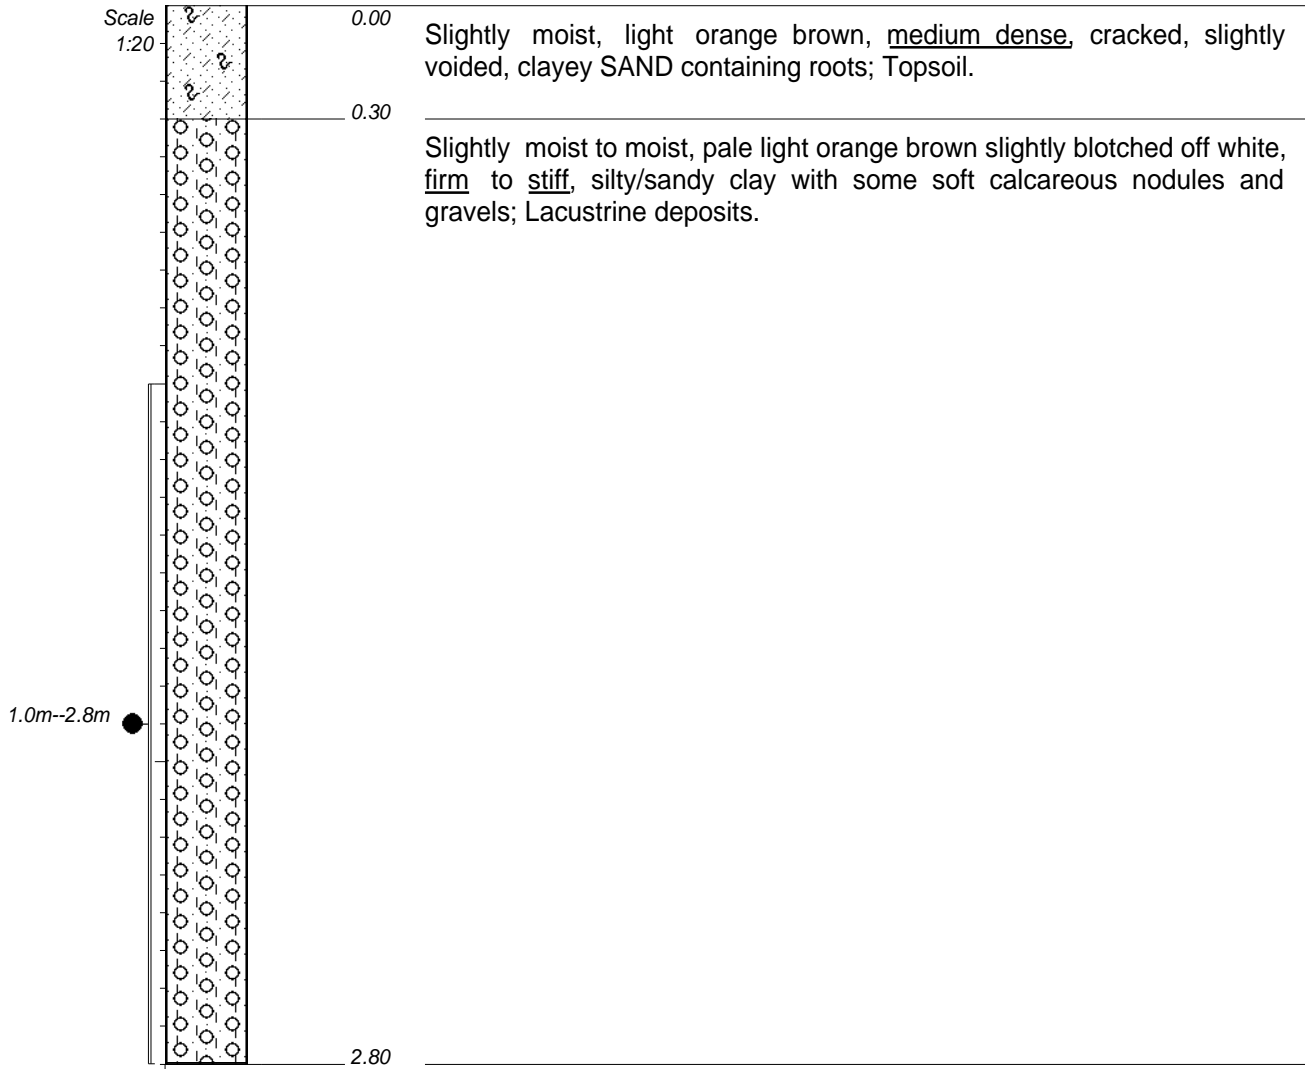 Scale
1:20
0.00
Slightly moist, light orange brown, medium dense, cracked, slightly
voided, clayey SAND containing roots; Topsoil.
0.30
Slightly moist to moist, pale light orange brown slightly blotched off white,
firm to stiff, silty/sandy clay with some soft calcareous nodules and
gravels; Lacustrine deposits.
1.0m--2.8m
2.80